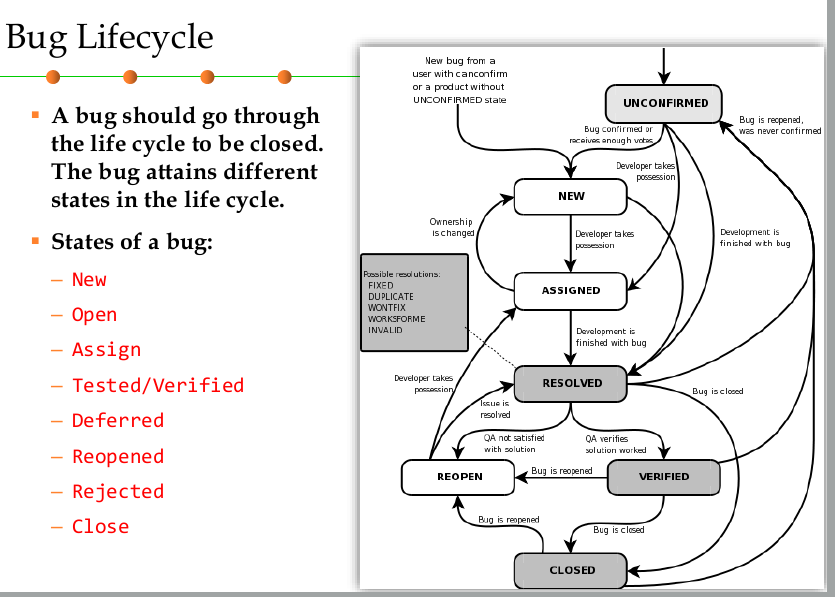 Bug Lifecycle
A bug should go through
the life cycle to be closed.
The bug attains different
states in the life cycle.
States of a bug:
– New
– Open
– Assign
– Tested/Verified
– Deferred
– Reopened
– Rejected
– Close
New bug from a
user with canconfirm
or a product without
UNCONFIRMED state
UNCONFIRMED
Bug is reopened,
was never confirmed
Bug confirmed or
receives enough votes
Developer takes
possession
NEW
Ownership
is changed
Developer takes
possession
Development is
finished with bug
Possible resolutions:
FIXED
DUPLICATE
WONTFIX
WORKSFORME
INVALID
ASSIGNED
Development is
finished with bug
Developer takes
possession
RESOLVED
Bug is closed
Issue is
resolved
QA not satisfied
with solution
QA verifies
solution worked
REOPEN
Bug is reopened
VERIFIED
Bug is reopened
Bug is closed
CLOSED